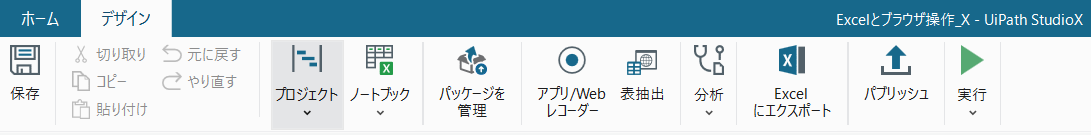 ホーム
デザイン
Excelとブラウザ操作_X - UiPath StudioX
保存
切り取り
コピー
貼り付け
元に戻す
やり直す
プロジェクト
ノートブック
パッケージを
管理
アプリ/Web
レコーダー
表抽出
分析
Excel
にエクスポート
パブリッシュ
実行